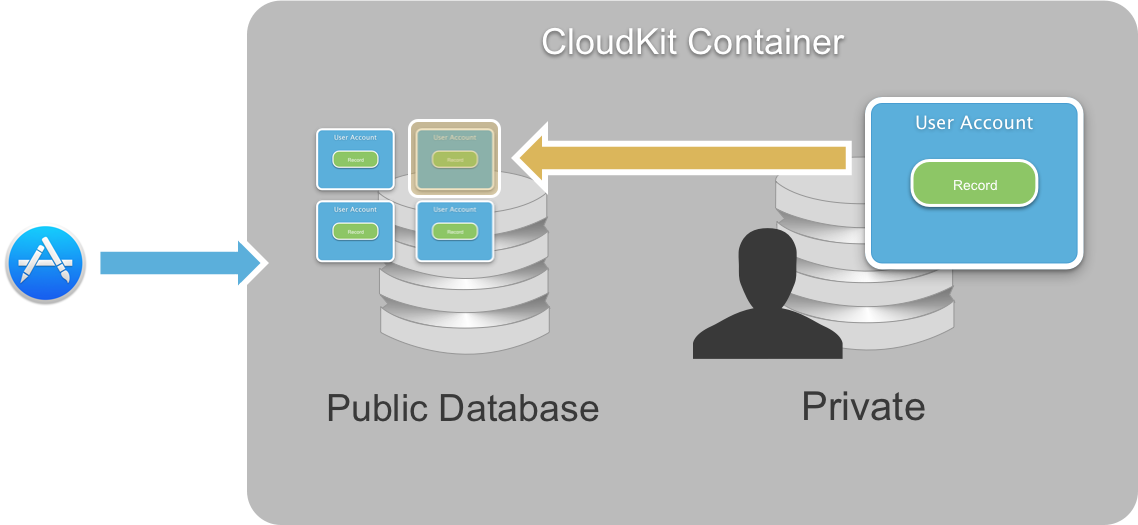 CloudKit Container
User Account
Record
User Account
Record
User Account
Record
User Account
Record
User Account
Record
Public Database
Private